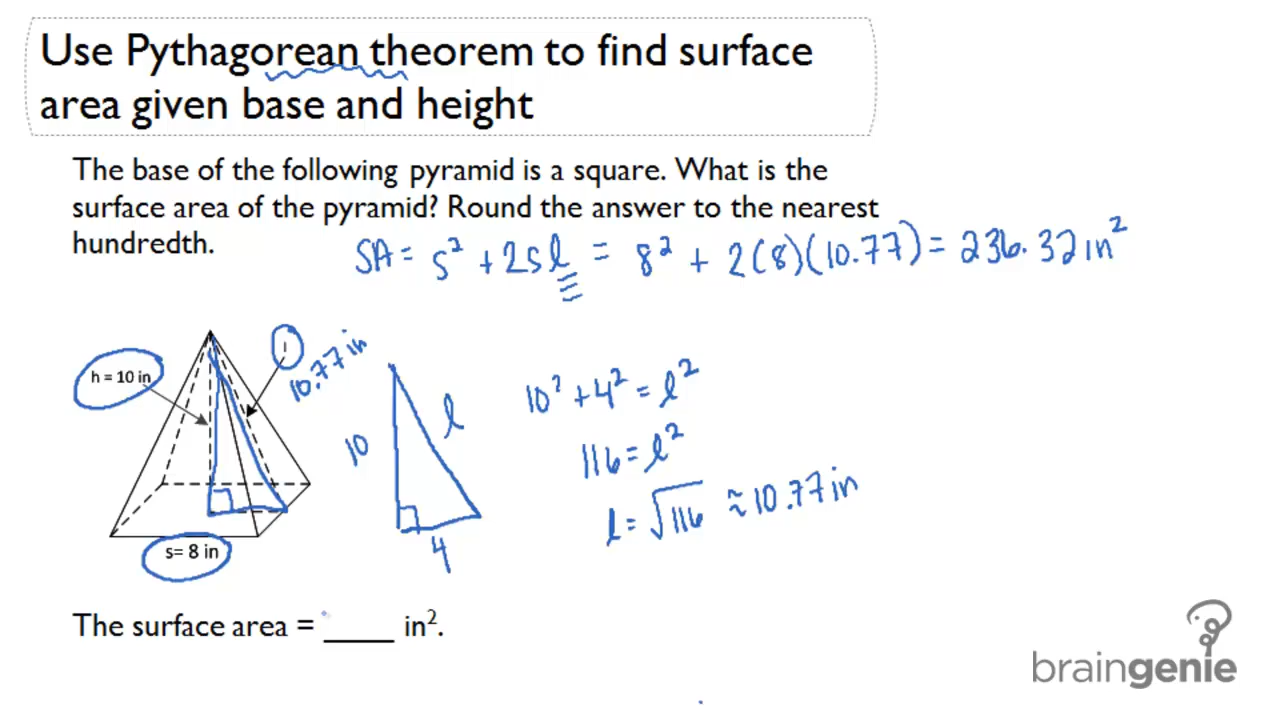 Use Pythagorean theorem to find surface
area given base and height
The base of the following pyramid is a square. What is the
surface area of the pyramid? Round the answer to the nearest
hundredth.
SA = s² + 2sl = 8² + 2(8)(10.77) = 236.32 in²
h = 10 in
l
10.77 in
10
l
4
10² + 4² = l²
116 = l²
l = √116 ≈ 10.77 in
s= 8 in
The surface area = ____ in².
braingenie